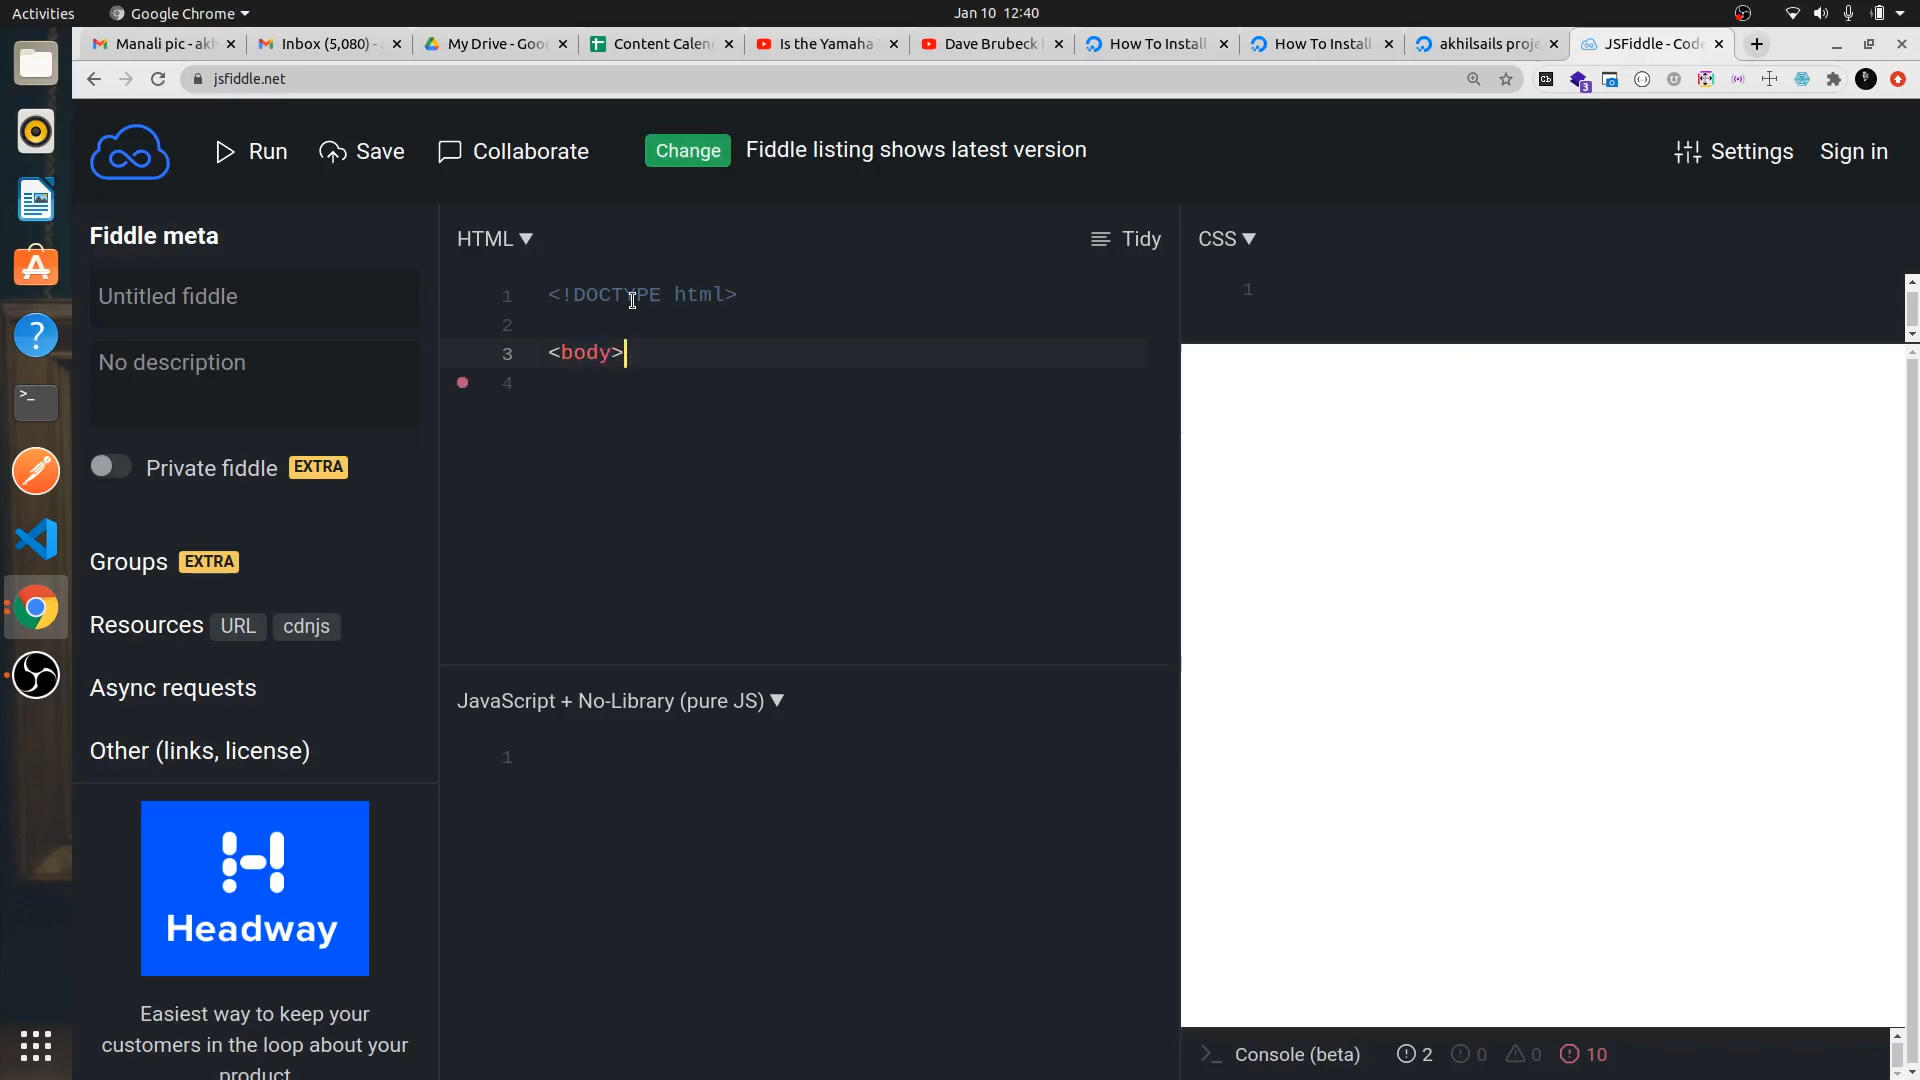 Activities
Google Chrome
Jan 10 12:40
Manali pic - akh
Inbox (5,080) -
My Drive - Goo
Content Calen
Is the Yamaha
Dave Brubeck
How To Install
How To Install
akhilsails proje
JSFiddle - Code
jsfiddle.net
3
Run
Save
Collaborate
Change
Fiddle listing shows latest version
Settings
Sign in
Fiddle meta
Untitled fiddle
No description
Private fiddle EXTRA
Groups EXTRA
Resources URL cdnjs
Async requests
Other (links, license)
Headway
Easiest way to keep your
customers in the loop about your
product
HTML
Tidy
1 <!DOCTYPE html>
2
3 <body>
4
JavaScript + No-Library (pure JS)
1
CSS
1
>_ Console (beta) 2 0 0 10